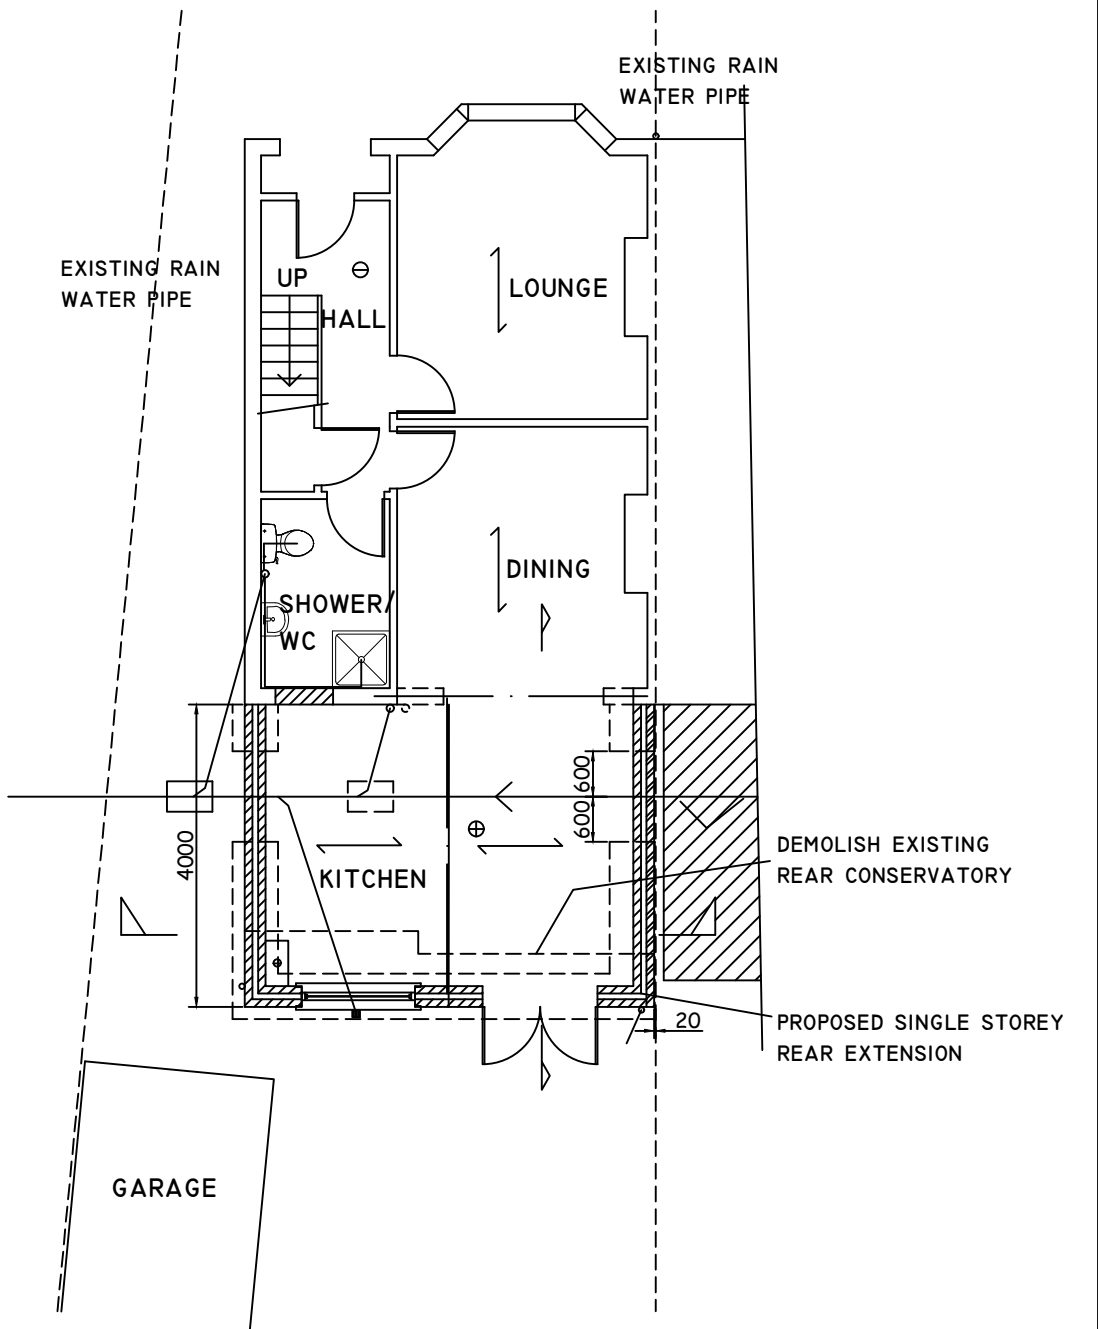 EXISTING RAIN
WATER PIPE
EXISTING RAIN
WATER PIPE
UP
HALL
LOUNGE
DINING
SHOWER/
WC
600
600
4000
KITCHEN
DEMOLISH EXISTING
REAR CONSERVATORY
20
PROPOSED SINGLE STOREY
REAR EXTENSION
GARAGE